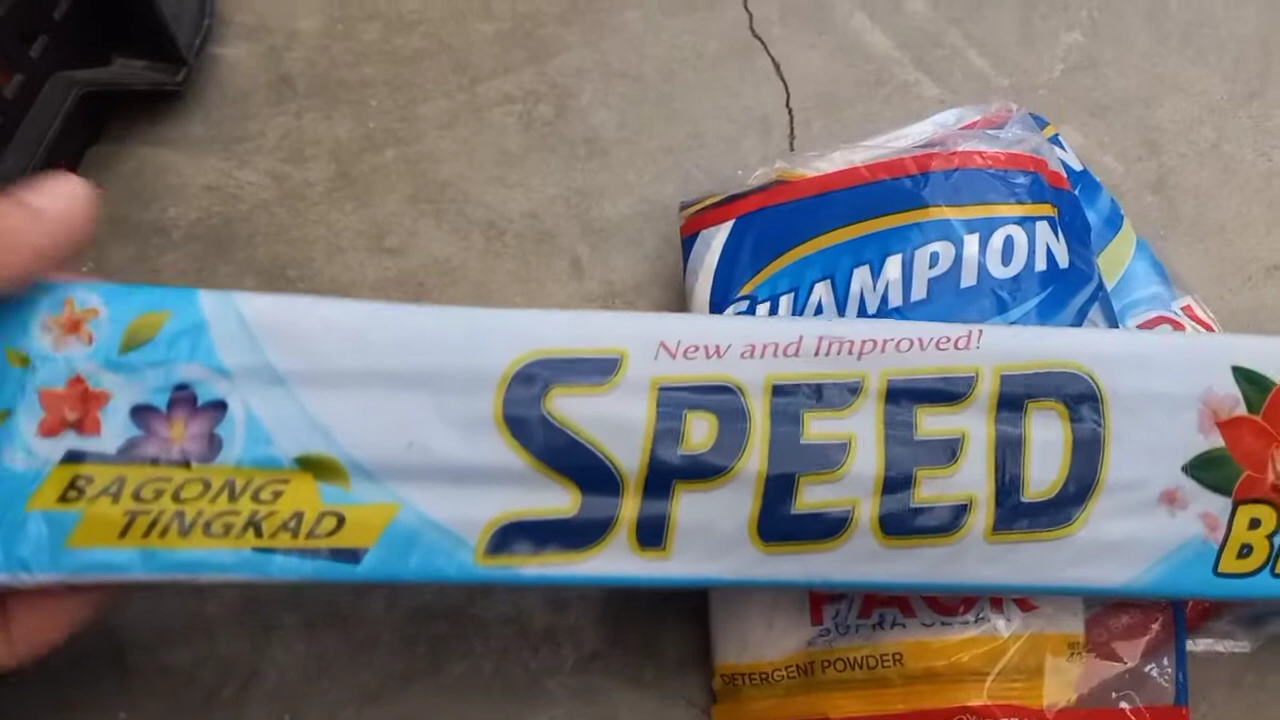 CHAMPION
New and Improved!
SPEED
BAGONG
TINGKAD
DETERGENT POWDER